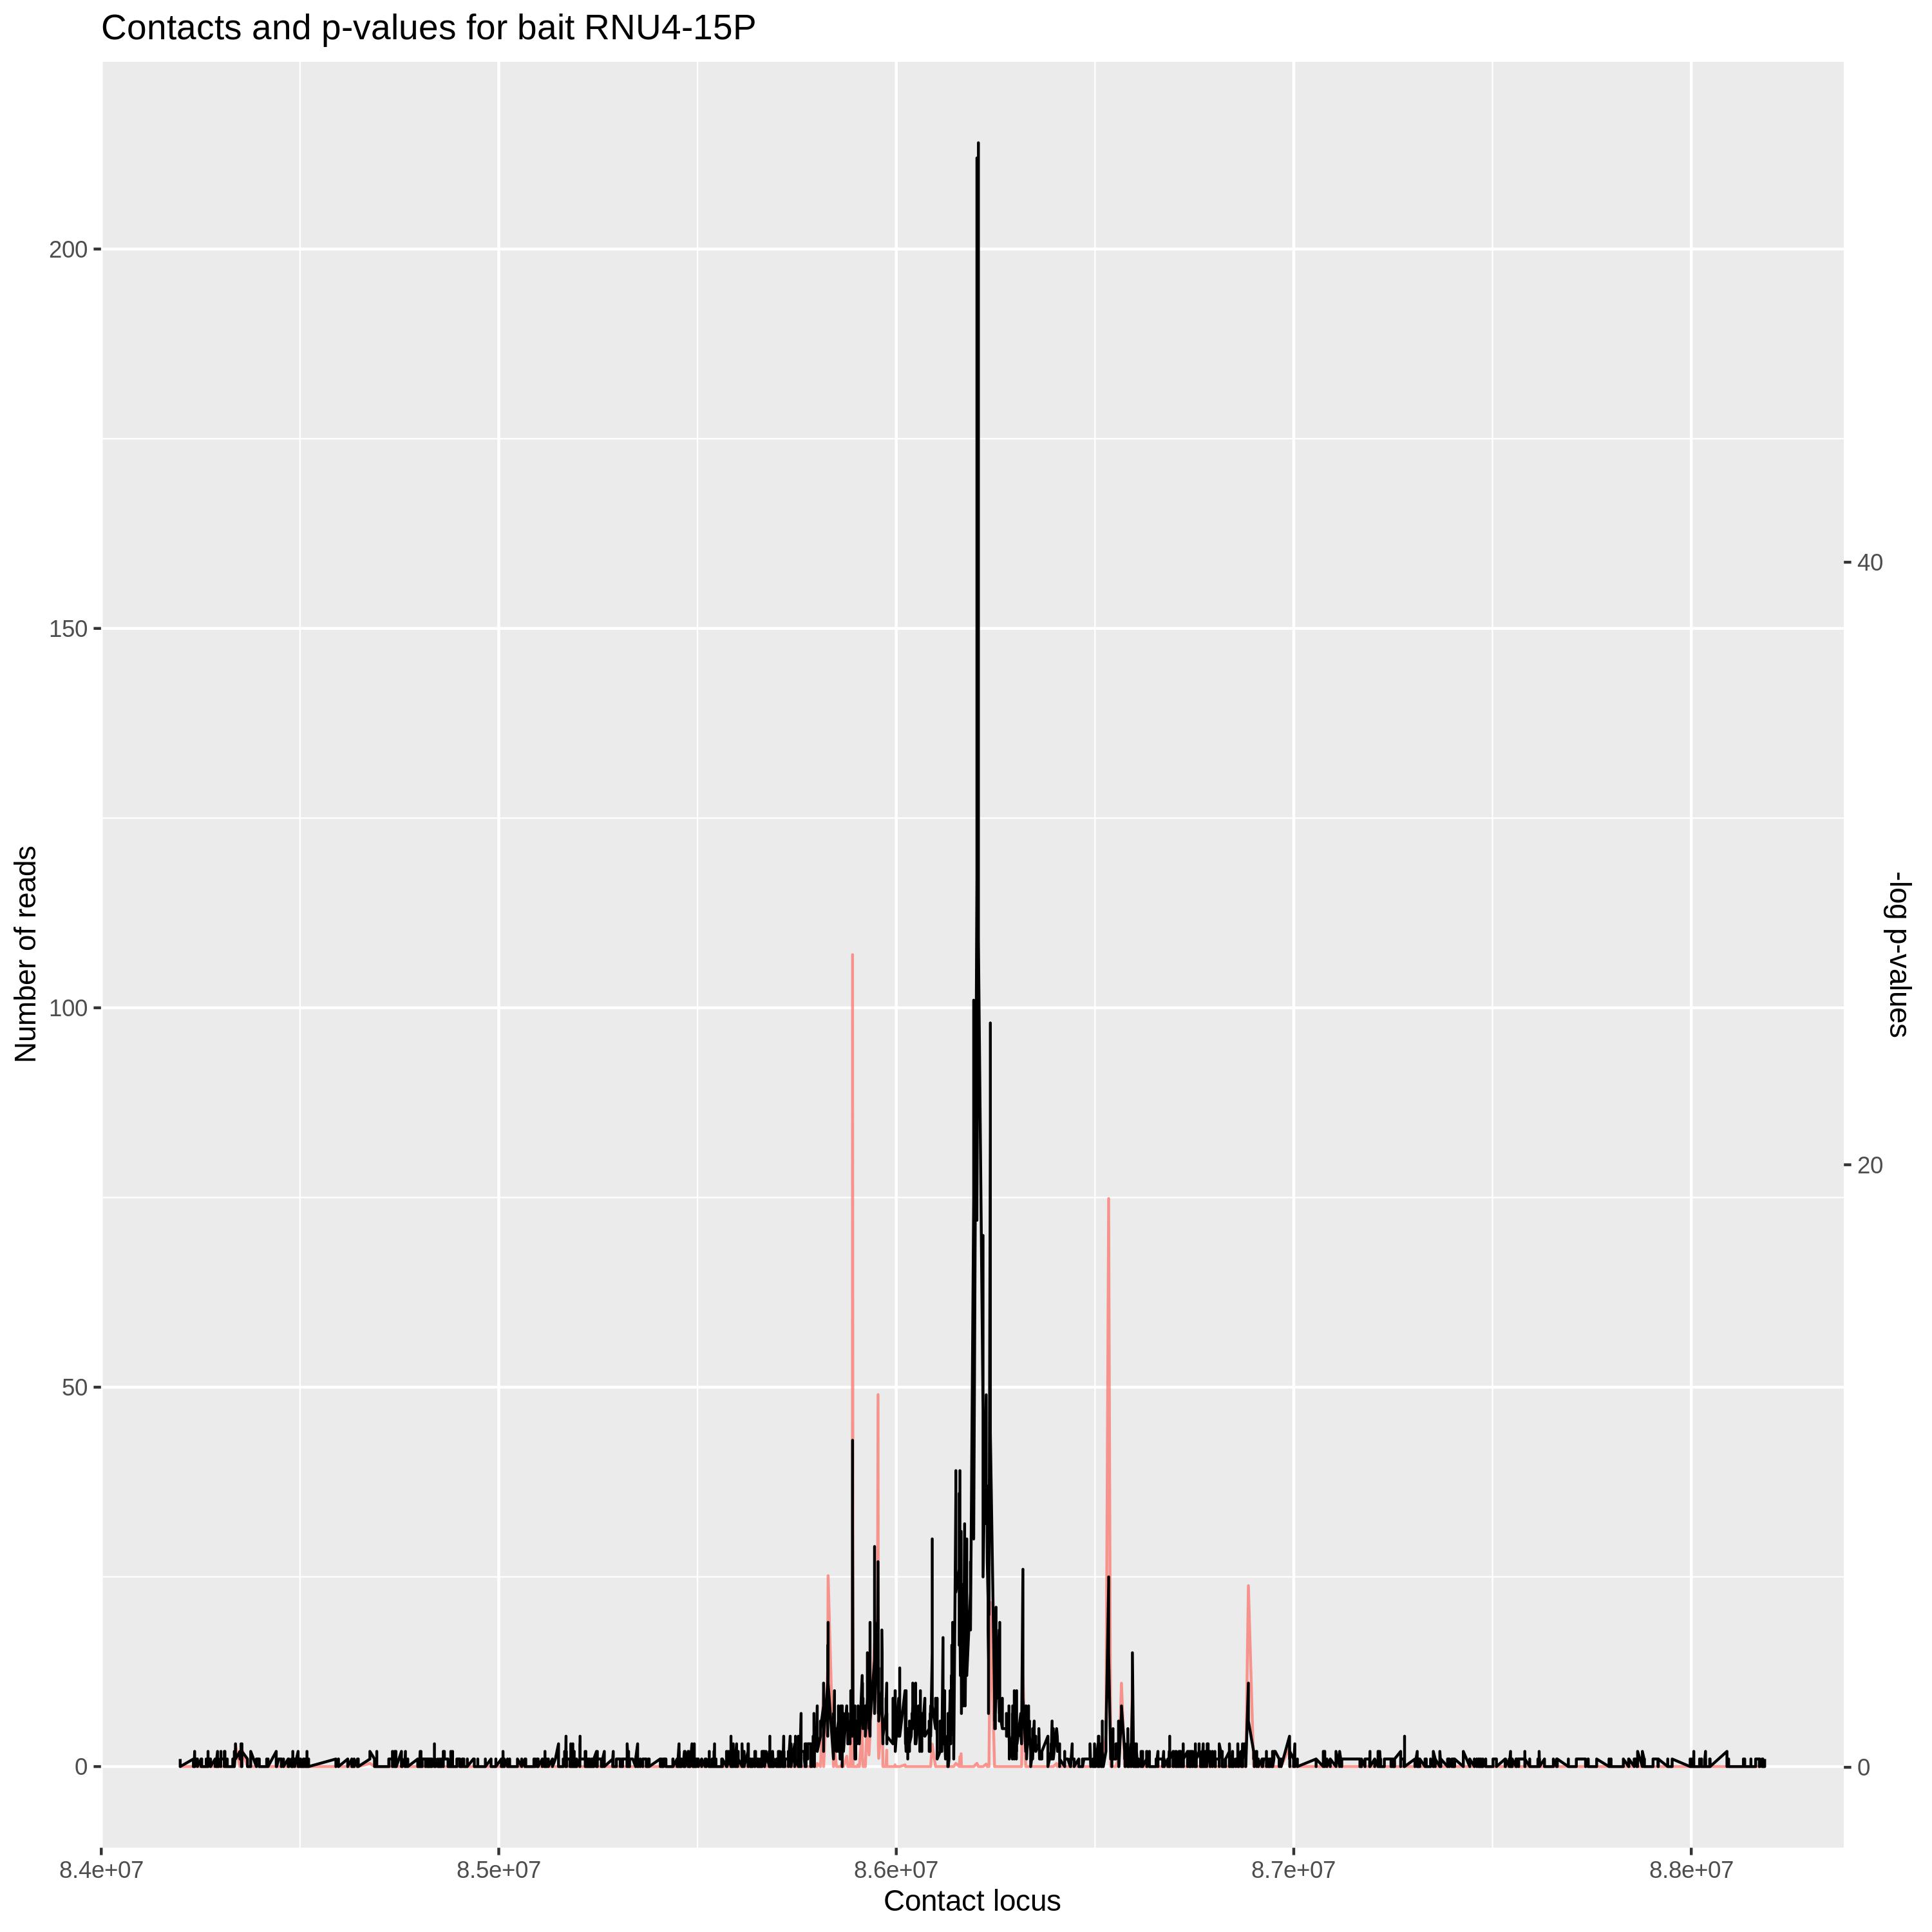 Contacts and p-values for bait RNU4-15P
Number of reads
200
150
100
50
0
40
20
0
-log p-values
8.4e+07
8.5e+07
8.6e+07
8.7e+07
8.8e+07
Contact locus